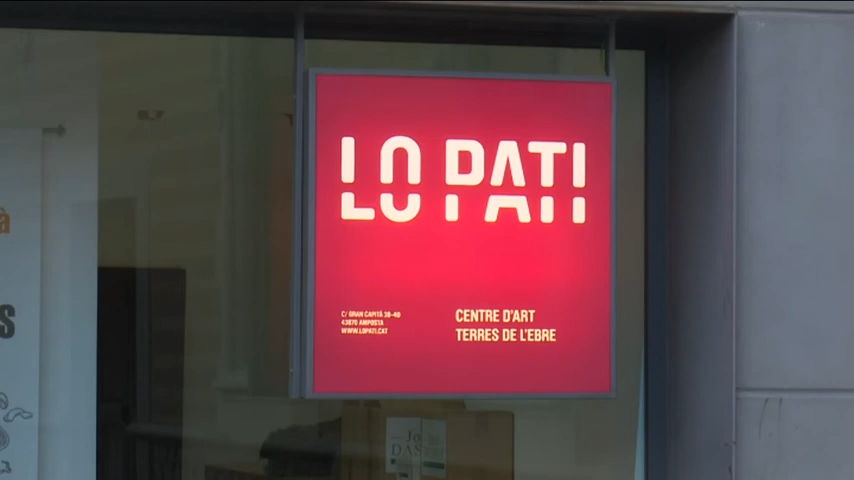 LO PATI
C/ GRAN CAPITÀ 38-40
43870 AMPOSTA
WWW.LOPATI.CAT
CENTRE D'ART
TERRES DE L'EBRE